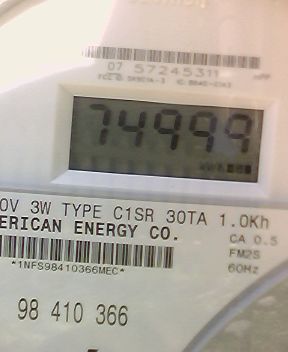 07 57245311
74999
0V 3W TYPE C1SR 30TA 1.0Kh
ERICAN ENERGY CO. CA 0.5
FM2S
*1NFS98410366MEC* 60Hz
98 410 366